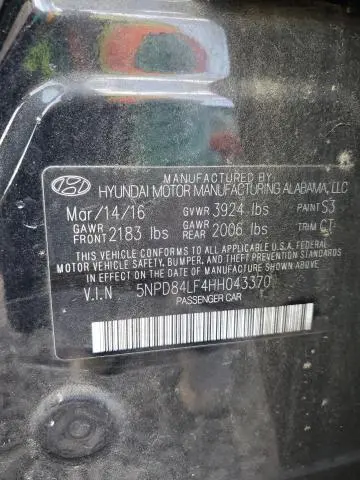 MANUFACTURED BY
HYUNDAI MOTOR MANUFACTURING ALABAMA, LLC
Mar/14/16 GVWR 3924 lbs PAINT S3
GAWR FRONT 2183 lbs GAWR REAR 2006 lbs TRIM CT
THIS VEHICLE CONFORMS TO ALL APPLICABLE U.S.A. FEDERAL
MOTOR VEHICLE SAFETY, BUMPER, AND THEFT PREVENTION
STANDARDS IN EFFECT ON THE DATE OF MANUFACTURE SHOWN ABOVE.
V.I.N 5NPD84LF4HH043370
PASSENGER CAR